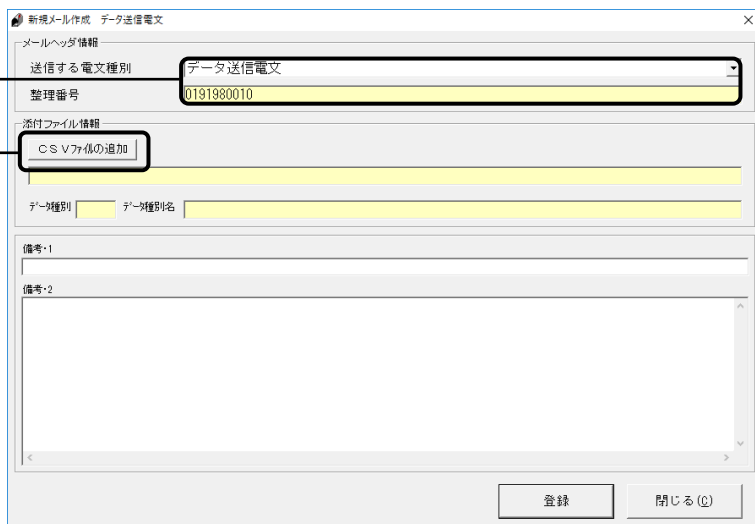 新規メール作成　データ送信電文
メールヘッダ情報
送信する電文種別
データ送信電文
整理番号
0191980010
添付ファイル情報
ＣＳＶﾌｧｲﾙの追加
ﾃﾞｰﾀ種別
ﾃﾞｰﾀ種別名
備考･1
備考･2
登録
閉じる(C)